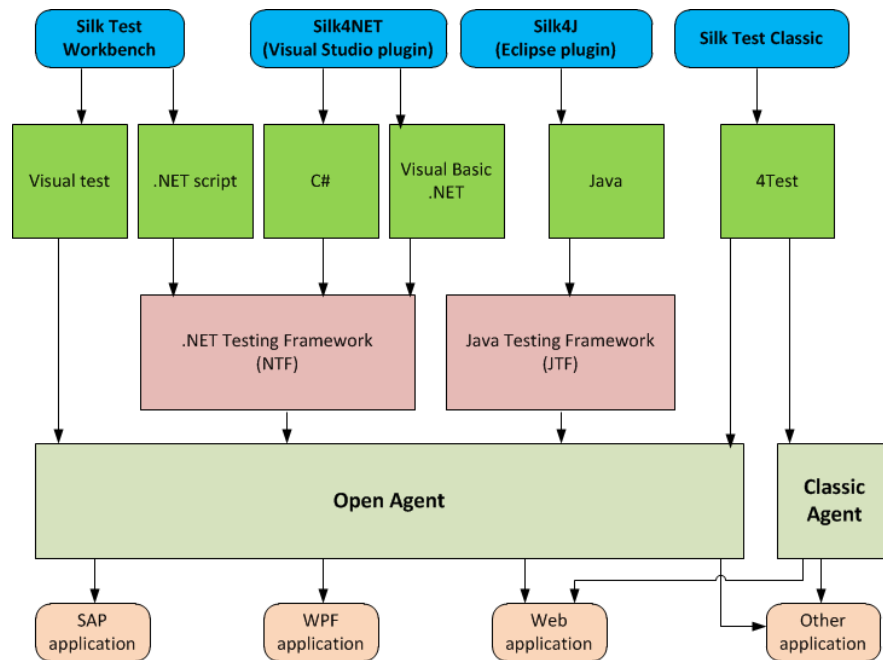 Silk Test
Workbench
Silk4NET
(Visual Studio plugin)
Silk4J
(Eclipse plugin)
Silk Test Classic
Visual test
.NET script
C#
Visual Basic
.NET
Java
4Test
.NET Testing Framework
(NTF)
Java Testing Framework
(JTF)
Open Agent
Classic
Agent
SAP
application
WPF
application
Web
application
Other
application